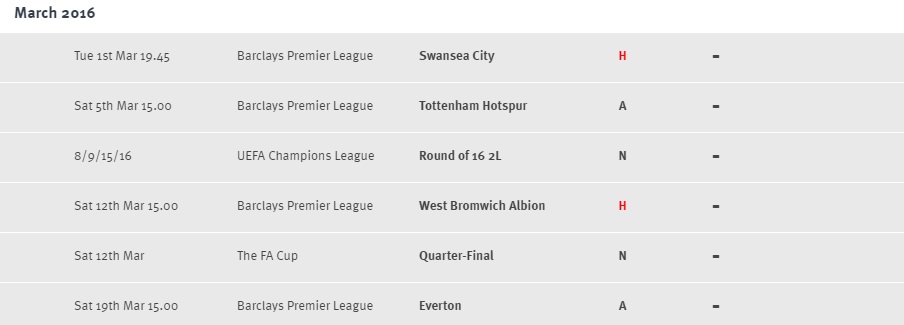 March 2016
Tue 1st Mar 19.45 Barclays Premier League Swansea City H -
Sat 5th Mar 15.00 Barclays Premier League Tottenham Hotspur A -
8/9/15/16 UEFA Champions League Round of 16 2L N -
Sat 12th Mar 15.00 Barclays Premier League West Bromwich Albion H -
Sat 12th Mar The FA Cup Quarter-Final N -
Sat 19th Mar 15.00 Barclays Premier League Everton A -